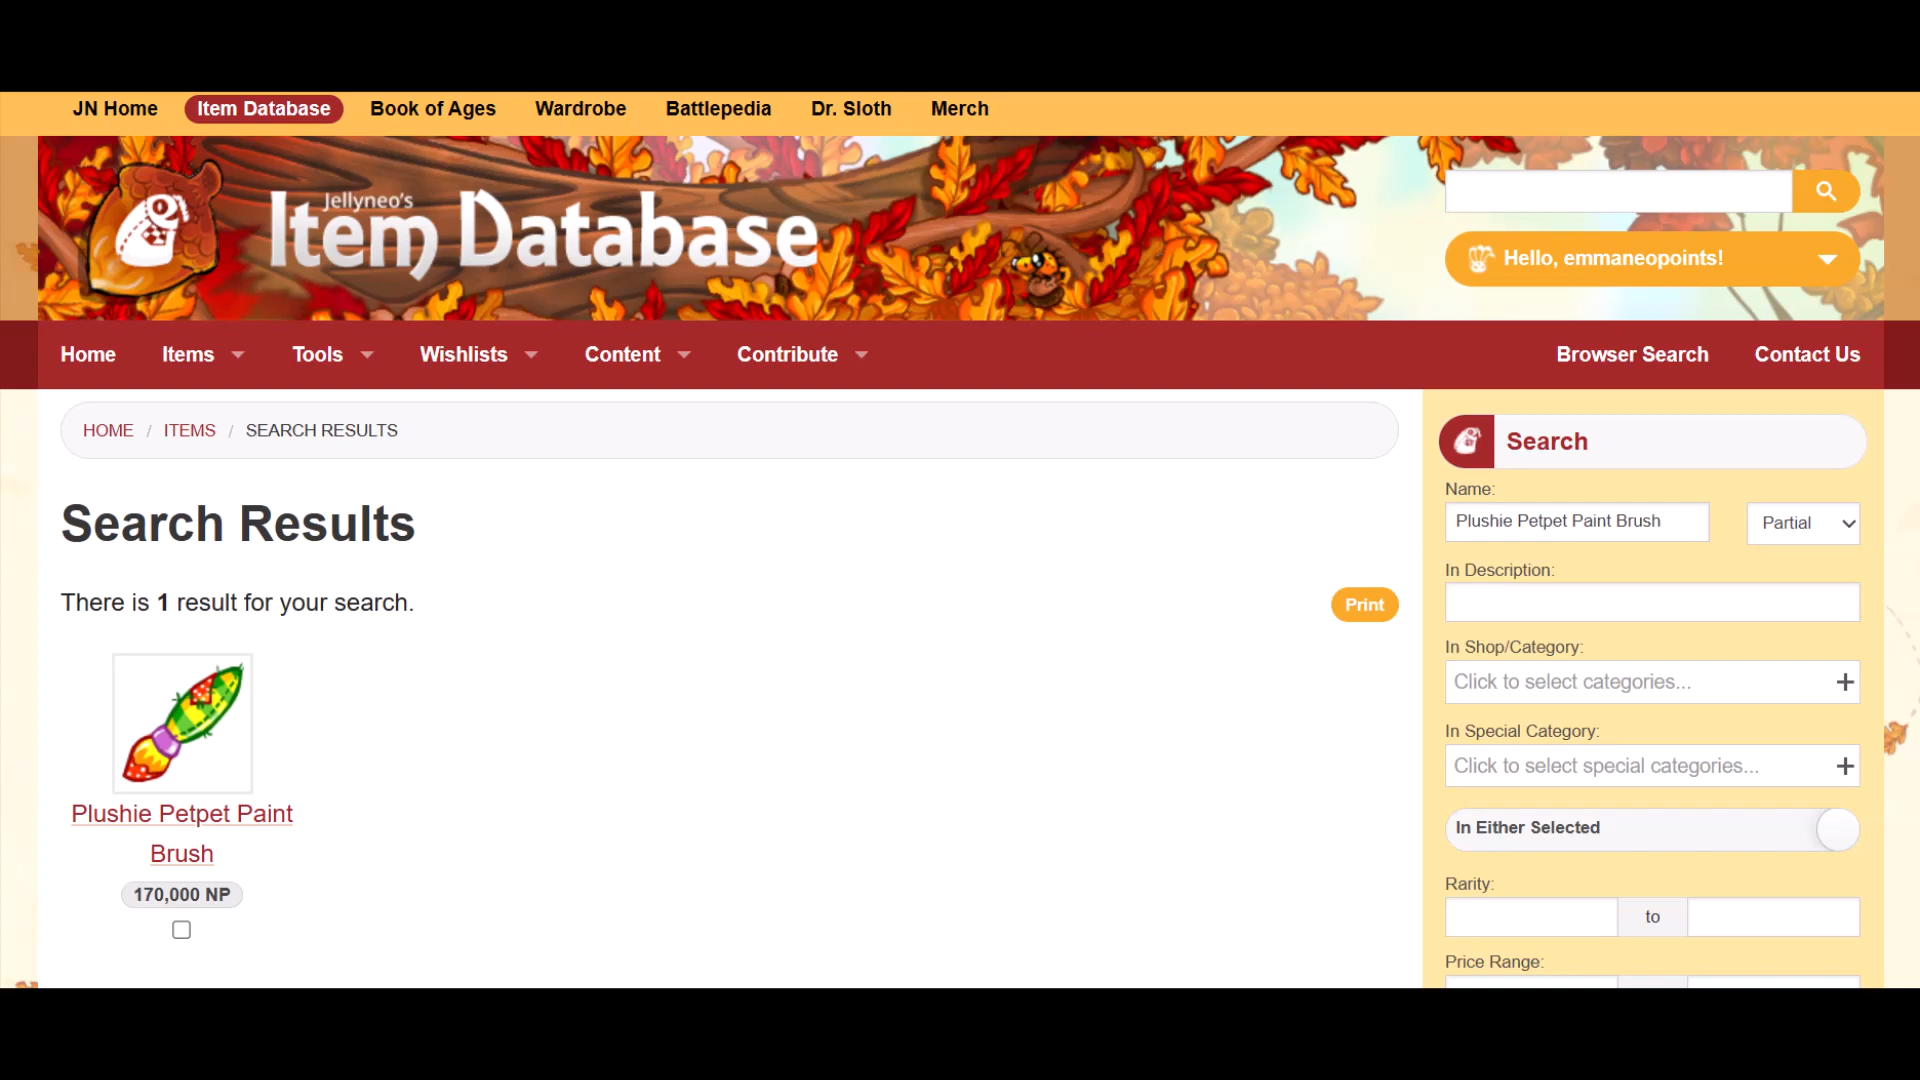 JN Home Item Database Book of Ages Wardrobe Battlepedia Dr. Sloth Merch
Jellyneo's
Item Database
Hello, emmaneopoints!
Home Items Tools Wishlists Content Contribute Browser Search Contact Us
HOME / ITEMS / SEARCH RESULTS
Search Results
There is 1 result for your search.
Print
Plushie Petpet Paint
Brush
170,000 NP
Search
Name:
Plushie Petpet Paint Brush Partial
In Description:
In Shop/Category:
Click to select categories... +
In Special Category:
Click to select special categories... +
In Either Selected
Rarity:
to
Price Range: